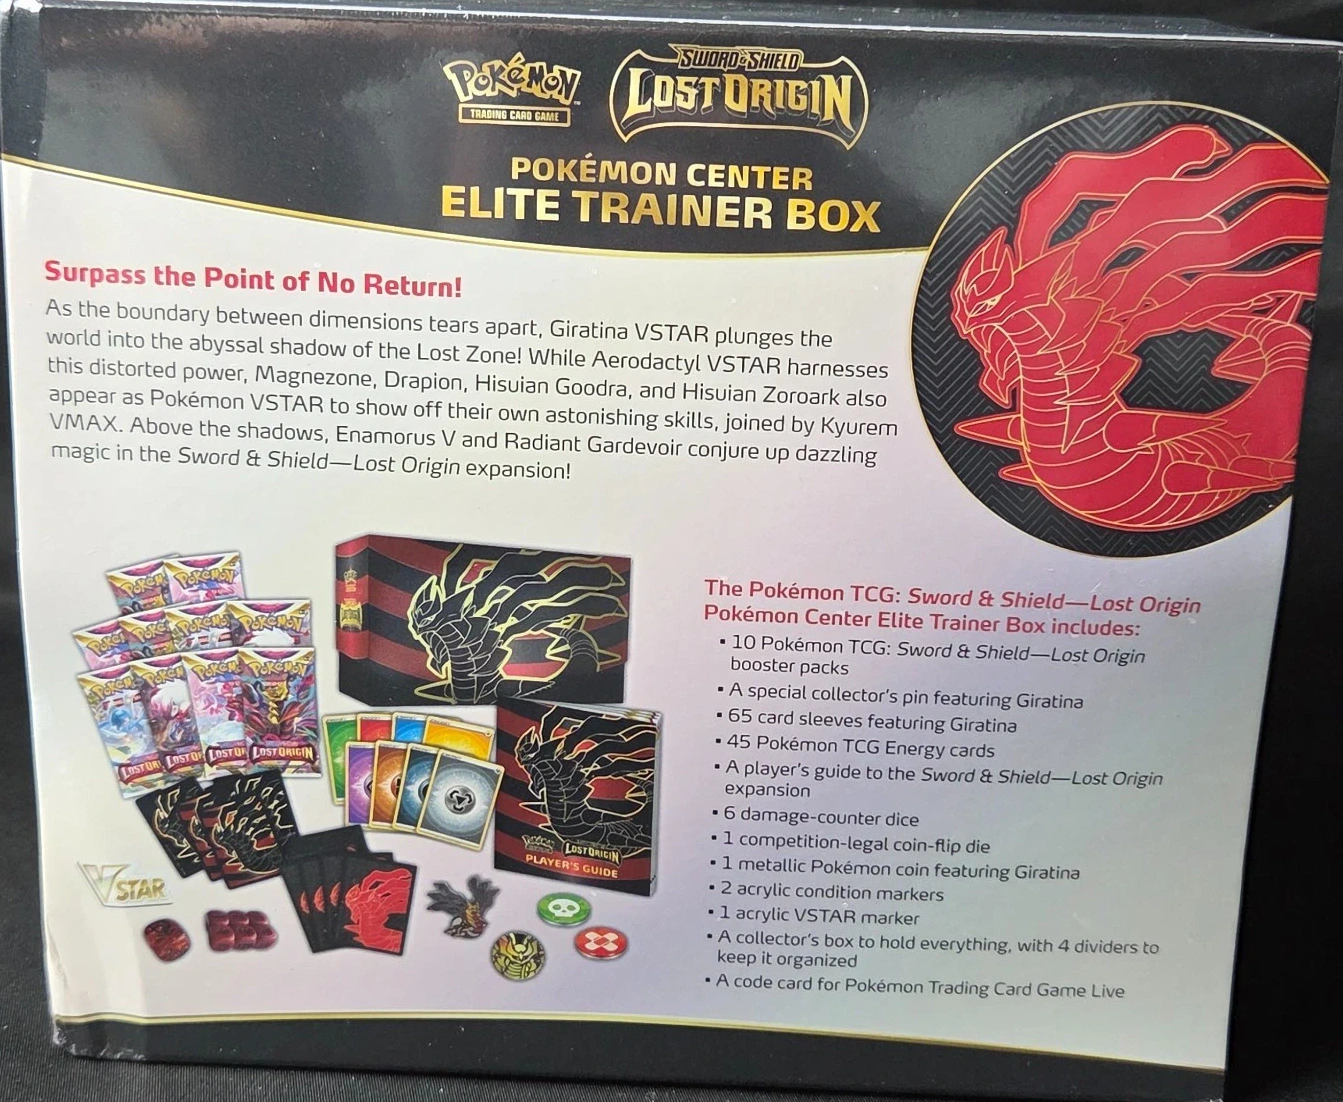 POKÉMON
TRADING CARD GAME
SWORD & SHIELD
LOST ORIGIN
POKÉMON CENTER
ELITE TRAINER BOX
Surpass the Point of No Return!
As the boundary between dimensions tears apart, Giratina VSTAR plunges the
world into the abyssal shadow of the Lost Zone! While Aerodactyl VSTAR harnesses
this distorted power, Magnezone, Drapion, Hisuian Goodra, and Hisuian Zoroark also
appear as Pokémon VSTAR to show off their own astonishing skills, joined by Kyurem
VMAX. Above the shadows, Enamorus V and Radiant Gardevoir conjure up dazzling
magic in the Sword & Shield—Lost Origin expansion!
The Pokémon TCG: Sword & Shield—Lost Origin
Pokémon Center Elite Trainer Box includes:
▪ 10 Pokémon TCG: Sword & Shield—Lost Origin
booster packs
▪ A special collector's pin featuring Giratina
▪ 65 card sleeves featuring Giratina
▪ 45 Pokémon TCG Energy cards
▪ A player's guide to the Sword & Shield—Lost Origin
expansion
▪ 6 damage-counter dice
▪ 1 competition-legal coin-flip die
▪ 1 metallic Pokémon coin featuring Giratina
▪ 2 acrylic condition markers
▪ 1 acrylic VSTAR marker
▪ A collector's box to hold everything, with 4 dividers to
keep it organized
▪ A code card for Pokémon Trading Card Game Live
POKÉMON
POKÉMON
POKÉMON
POKÉMON
LOST ORIGIN
LOST ORIGIN
PLAYER'S GUIDE
VSTAR